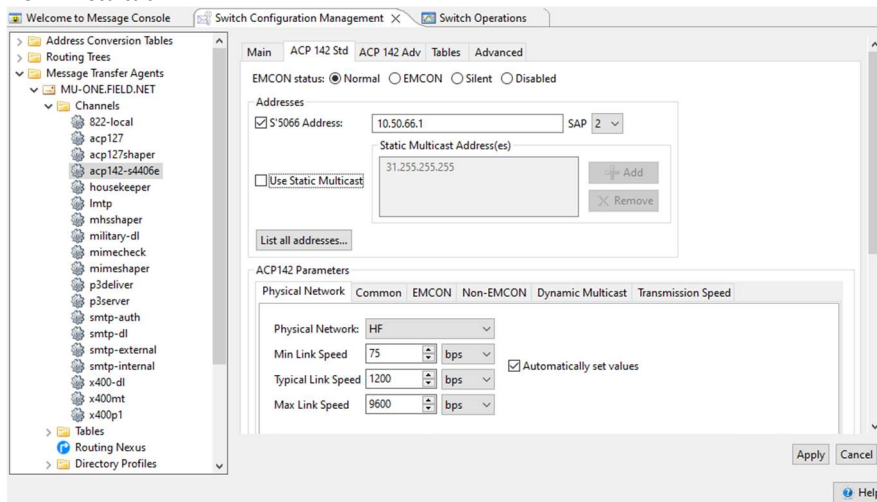 Welcome to Message Console
Switch Configuration Management
Switch Operations
Address Conversion Tables
Routing Trees
Message Transfer Agents
MU-ONE.FIELD.NET
Channels
822-local
acp127
acp127shaper
acp142-s4406e
housekeeper
lmtp
mhsshaper
military-dl
mimecheck
mimeshaper
p3deliver
p3server
smtp-auth
smtp-dl
smtp-external
smtp-internal
x400-dl
x400mt
x400p1
Tables
Routing Nexus
Directory Profiles
Main ACP 142 Std ACP 142 Adv Tables Advanced
EMCON status: Normal EMCON Silent Disabled
Addresses
S'5066 Address: 10.50.66.1 SAP 2
Static Multicast Address(es)
Use Static Multicast
31.255.255.255
Add
Remove
List all addresses...
ACP142 Parameters
Physical Network Common EMCON Non-EMCON Dynamic Multicast Transmission Speed
Physical Network: HF
Min Link Speed 75 bps
Automatically set values
Typical Link Speed 1200 bps
Max Link Speed 9600 bps
Apply Cancel
Help